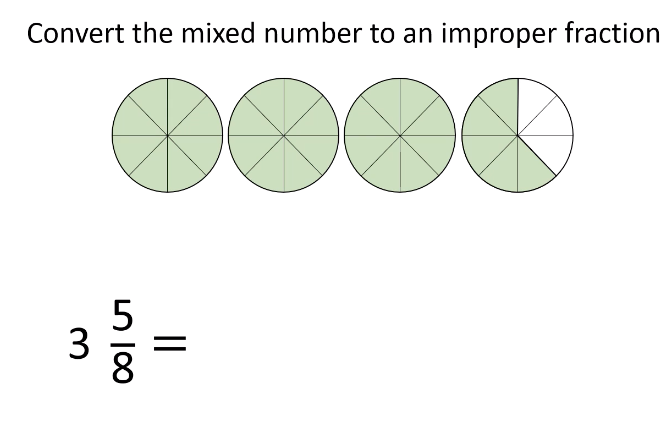 Convert the mixed number to an improper fraction
3 5/8 =